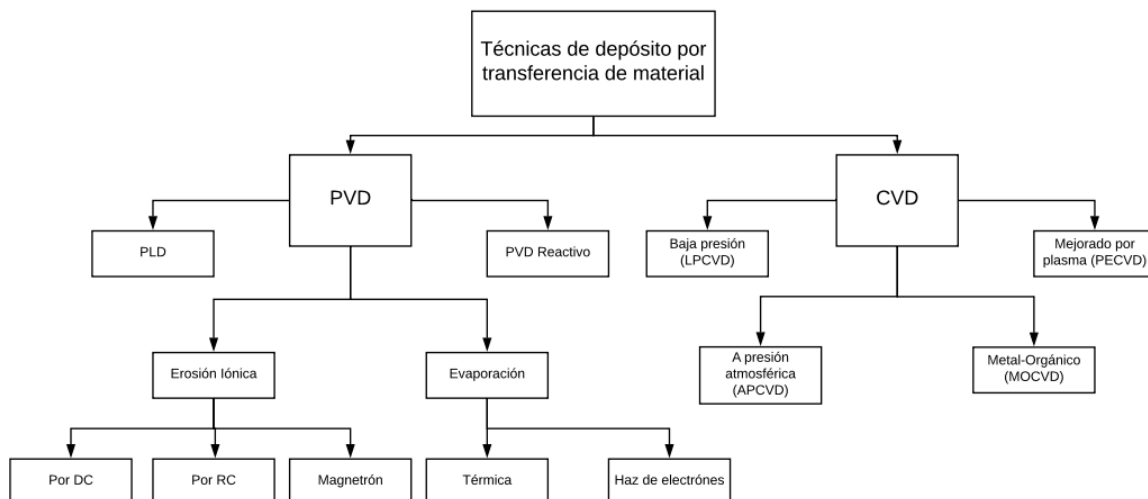 Técnicas de depósito por
transferencia de material
PVD
CVD
PLD
PVD Reactivo
Baja presión
(LPCVD)
Mejorado por
plasma (PECVD)
Erosión Iónica
Evaporación
A presión
atmosférica
(APCVD)
Metal-Orgánico
(MOCVD)
Por DC
Por RC
Magnetrón
Térmica
Haz de electrónes